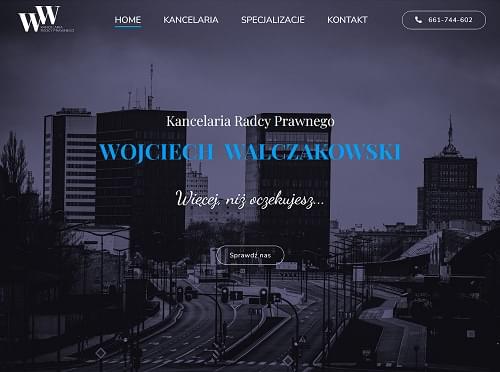 WW
KANCELARIA
RADCY PRAWNEGO
HOME KANCELARIA SPECJALIZACJE KONTAKT
661-744-602
Kancelaria Radcy Prawnego
WOJCIECH WALCZAKOWSKI
Więcej, niż oczekujesz...
Sprawdź nas